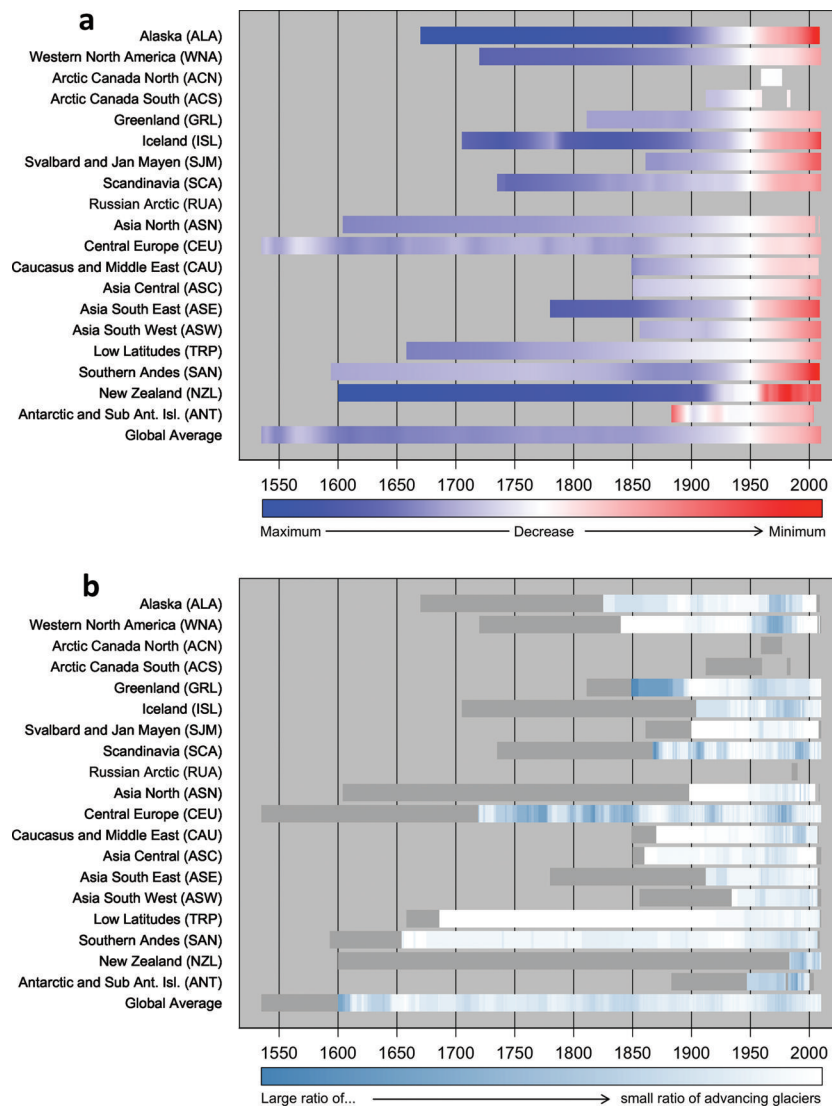 a
Alaska (ALA)
Western North America (WNA)
Arctic Canada North (ACN)
Arctic Canada South (ACS)
Greenland (GRL)
Iceland (ISL)
Svalbard and Jan Mayen (SJM)
Scandinavia (SCA)
Russian Arctic (RUA)
Asia North (ASN)
Central Europe (CEU)
Caucasus and Middle East (CAU)
Asia Central (ASC)
Asia South East (ASE)
Asia South West (ASW)
Low Latitudes (TRP)
Southern Andes (SAN)
New Zealand (NZL)
Antarctic and Sub Ant. Isl. (ANT)
Global Average
1550 1600 1650 1700 1750 1800 1850 1900 1950 2000
Maximum Decrease Minimum
b
Alaska (ALA)
Western North America (WNA)
Arctic Canada North (ACN)
Arctic Canada South (ACS)
Greenland (GRL)
Iceland (ISL)
Svalbard and Jan Mayen (SJM)
Scandinavia (SCA)
Russian Arctic (RUA)
Asia North (ASN)
Central Europe (CEU)
Caucasus and Middle East (CAU)
Asia Central (ASC)
Asia South East (ASE)
Asia South West (ASW)
Low Latitudes (TRP)
Southern Andes (SAN)
New Zealand (NZL)
Antarctic and Sub Ant. Isl. (ANT)
Global Average
1550 1600 1650 1700 1750 1800 1850 1900 1950 2000
Large ratio of... small ratio of advancing glaciers